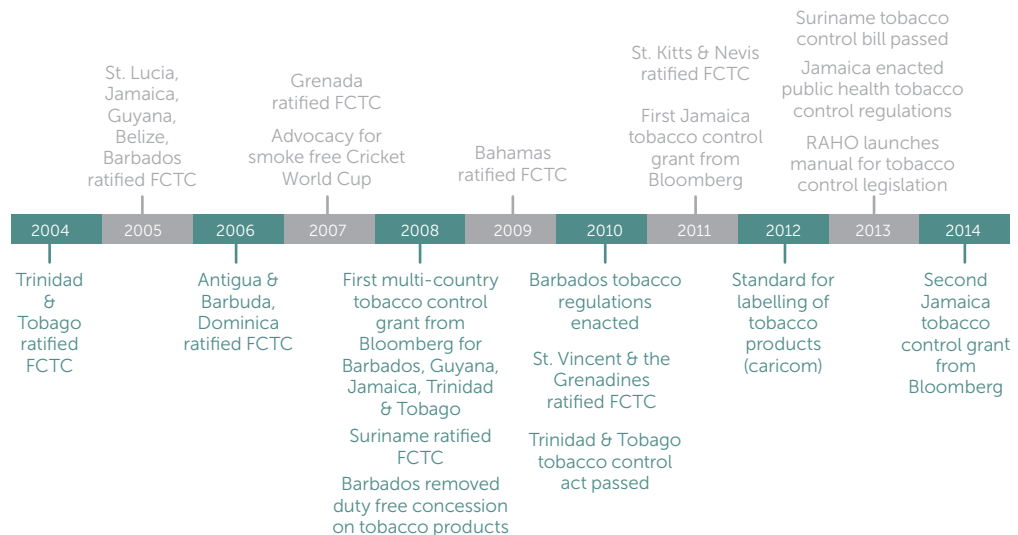 St. Lucia,
Jamaica,
Guyana,
Belize,
Barbados
ratified FCTC
Grenada
ratified FCTC
Advocacy for
smoke free Cricket
World Cup
Bahamas
ratified FCTC
St. Kitts & Nevis
ratified FCTC
First Jamaica
tobacco control
grant from
Bloomberg
Suriname tobacco
control bill passed
Jamaica enacted
public health tobacco
control regulations
RAHO launches
manual for tobacco
control legislation
2004 2005 2006 2007 2008 2009 2010 2011 2012 2013 2014
Trinidad
&
Tobago
ratified
FCTC
Antigua &
Barbuda,
Dominica
ratified FCTC
First multi-country
tobacco control
grant from
Bloomberg for
Barbados, Guyana,
Jamaica, Trinidad
& Tobago
Suriname ratified
FCTC
Barbados removed
duty free concession
on tobacco products
Barbados tobacco
regulations
enacted
St. Vincent & the
Grenadines
ratified FCTC
Trinidad & Tobago
tobacco control
act passed
Standard for
labelling of
tobacco
products
(caricom)
Second
Jamaica
tobacco
control grant
from
Bloomberg